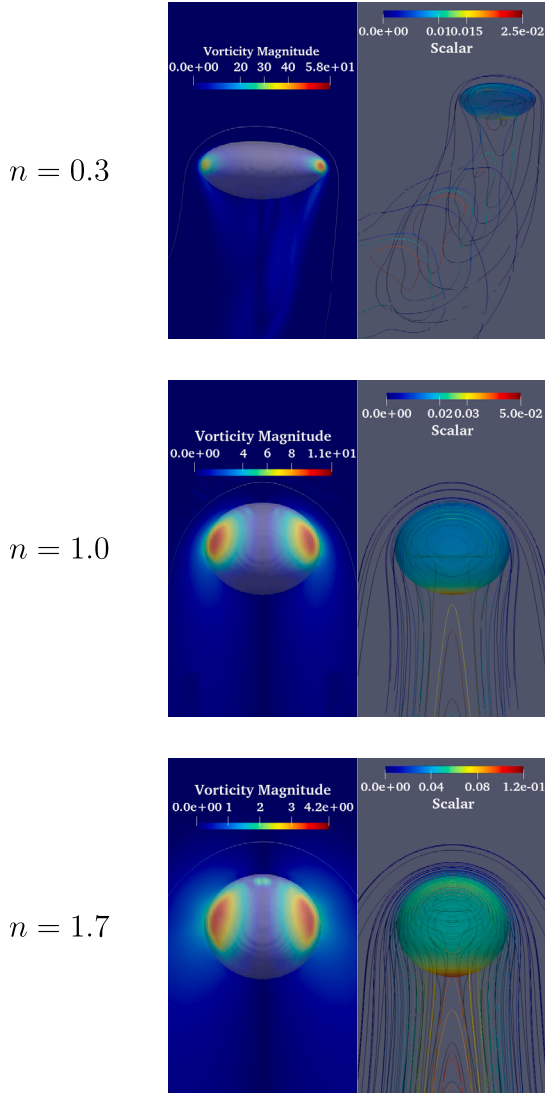 0.0e+00 0.010 0.015 2.5e-02
Scalar
Vorticity Magnitude
0.0e+00 20 30 40 5.8e+01
n = 0.3
0.0e+00 0.02 0.03 5.0e-02
Scalar
Vorticity Magnitude
0.0e+00 4 5 6 8 1.1e+01
n = 1.0
0.0e+00 0.04 0.08 1.2e-01
Scalar
Vorticity Magnitude
0.0e+00 1 2 3 4.2e+00
n = 1.7